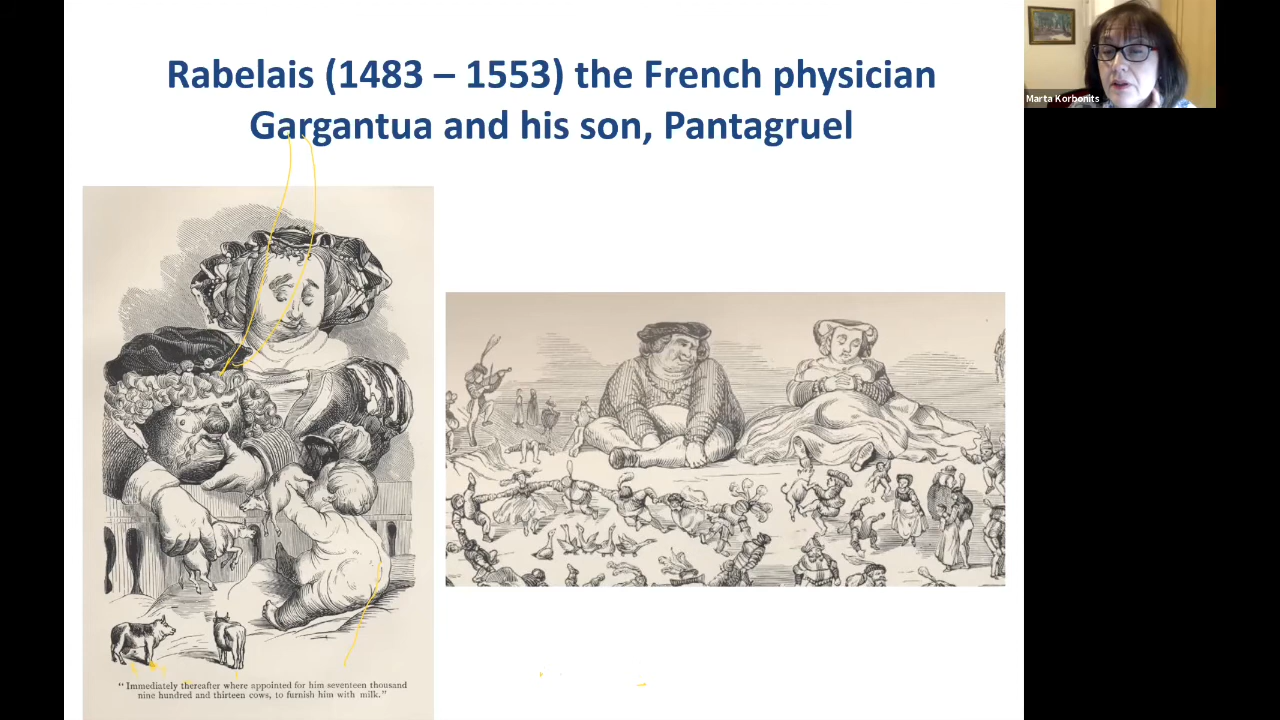 Rabelais (1483 – 1553) the French physician
Gargantua and his son, Pantagruel
Marta Korbonits
"Immediately thereafter where appointed for him seventeen thousand
nine hundred and thirteen cows, to furnish him with milk."